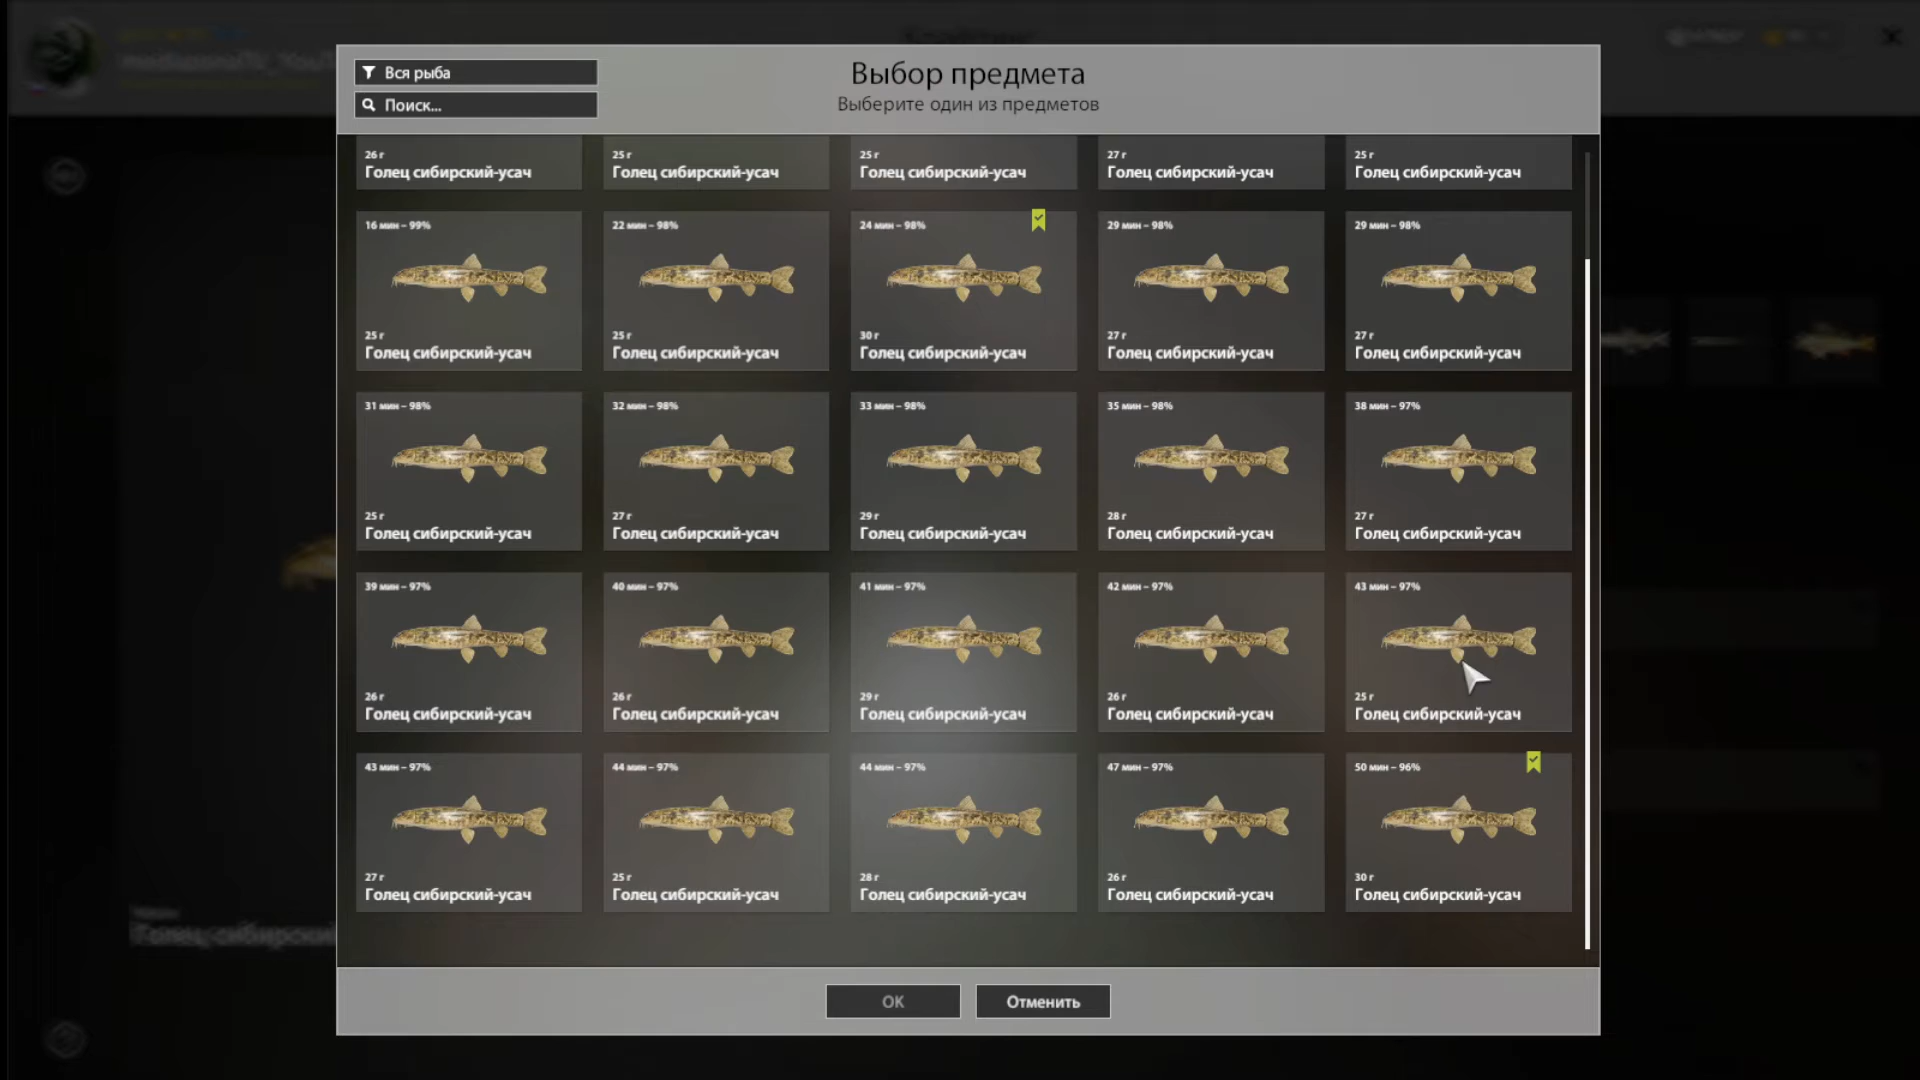 Вся рыба
Поиск...
Выбор предмета
Выберите один из предметов
26 г
Голец сибирский-усач
25 г
Голец сибирский-усач
25 г
Голец сибирский-усач
27 г
Голец сибирский-усач
25 г
Голец сибирский-усач
16 мин – 99%
25 г
Голец сибирский-усач
22 мин – 98%
25 г
Голец сибирский-усач
24 мин – 98%
30 г
Голец сибирский-усач
29 мин – 98%
27 г
Голец сибирский-усач
29 мин – 98%
27 г
Голец сибирский-усач
31 мин – 98%
25 г
Голец сибирский-усач
32 мин – 98%
27 г
Голец сибирский-усач
33 мин – 98%
29 г
Голец сибирский-усач
35 мин – 98%
28 г
Голец сибирский-усач
38 мин – 97%
27 г
Голец сибирский-усач
39 мин – 97%
26 г
Голец сибирский-усач
40 мин – 97%
26 г
Голец сибирский-усач
41 мин – 97%
29 г
Голец сибирский-усач
42 мин – 97%
26 г
Голец сибирский-усач
43 мин – 97%
25 г
Голец сибирский-усач
43 мин – 97%
27 г
Голец сибирский-усач
44 мин – 97%
25 г
Голец сибирский-усач
44 мин – 97%
28 г
Голец сибирский-усач
47 мин – 97%
26 г
Голец сибирский-усач
50 мин – 96%
30 г
Голец сибирский-усач
Голец сибирский
ОК
Отменить